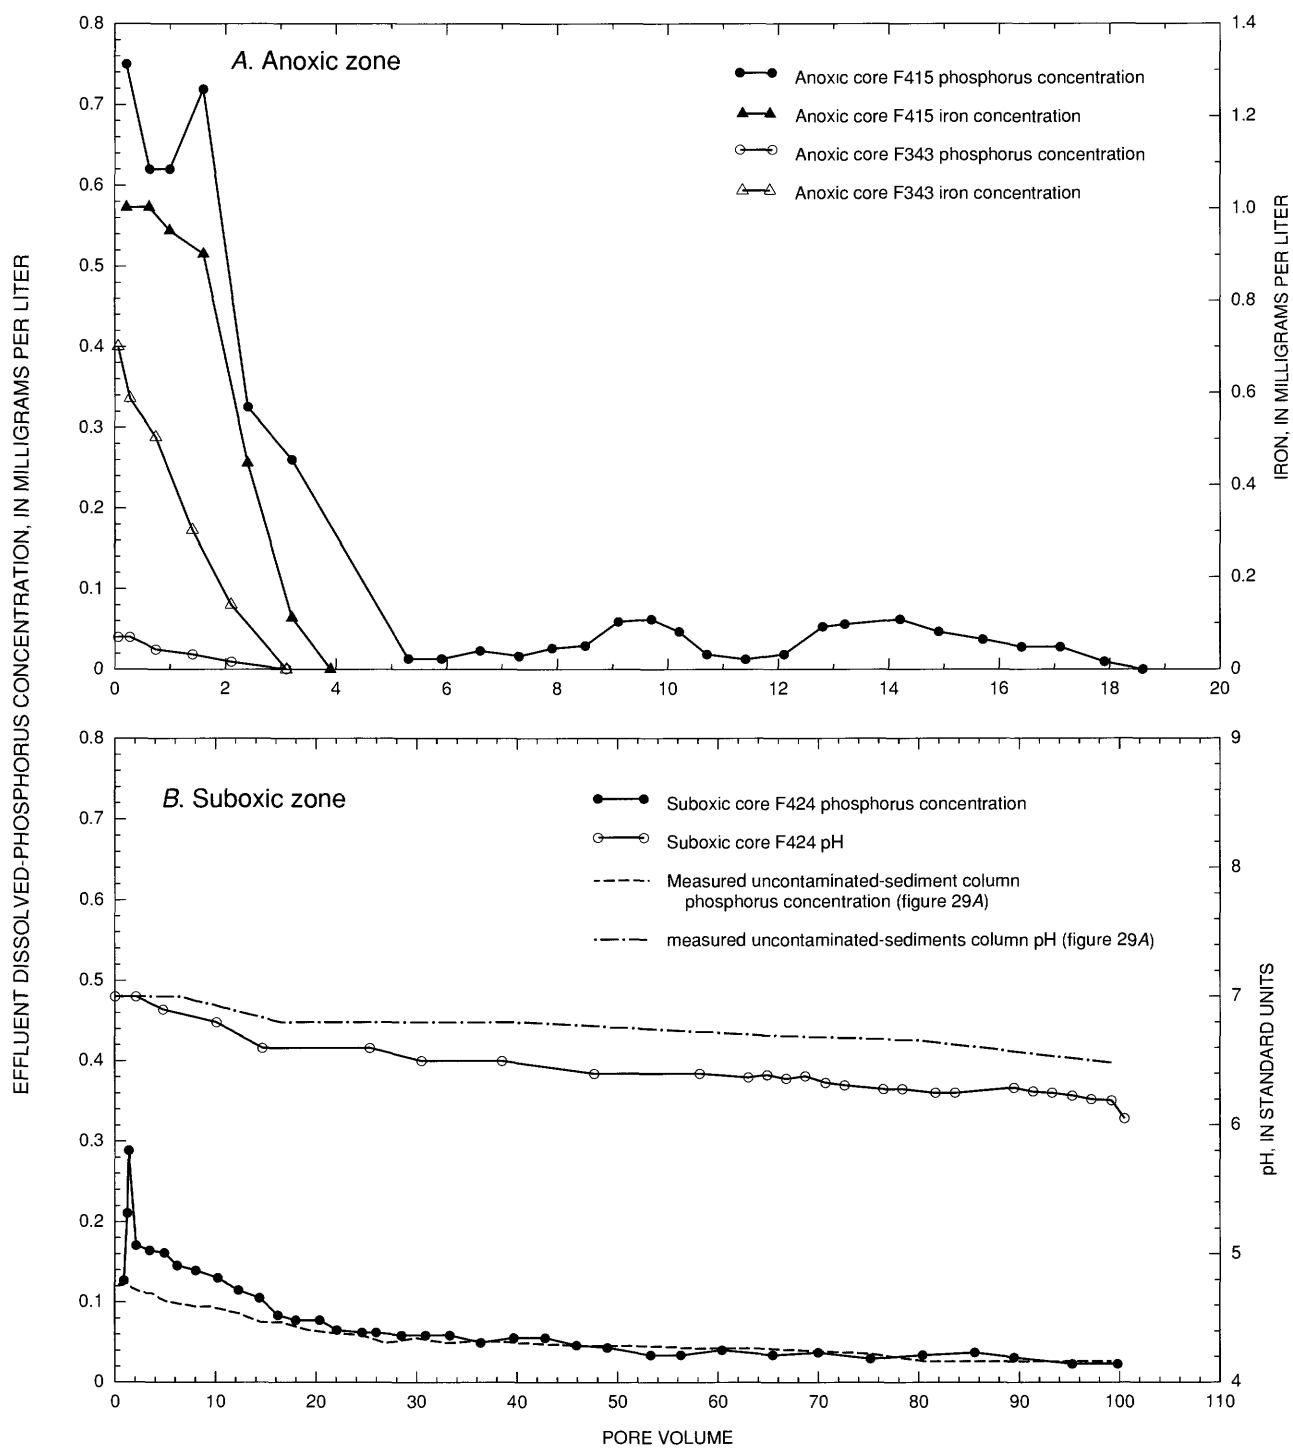 A. Anoxic zone
Anoxic core F415 phosphorus concentration
Anoxic core F415 iron concentration
Anoxic core F343 phosphorus concentration
Anoxic core F343 iron concentration
0.8
0.7
0.6
0.5
0.4
0.3
0.2
0.1
0
1.4
1.2
1.0
0.8
0.6
0.4
0.2
0
IRON, IN MILLIGRAMS PER LITER
0 2 4 6 8 10 12 14 16 18 20
EFFLUENT DISSOLVED-PHOSPHORUS CONCENTRATION, IN MILLIGRAMS PER LITER
B. Suboxic zone
Suboxic core F424 phosphorus concentration
Suboxic core F424 pH
Measured uncontaminated-sediment column
phosphorus concentration (figure 29A)
measured uncontaminated-sediments column pH (figure 29A)
0.8
0.7
0.6
0.5
0.4
0.3
0.2
0.1
0
9
8
7
6
5
4
pH, IN STANDARD UNITS
0 10 20 30 40 50 60 70 80 90 100 110
PORE VOLUME